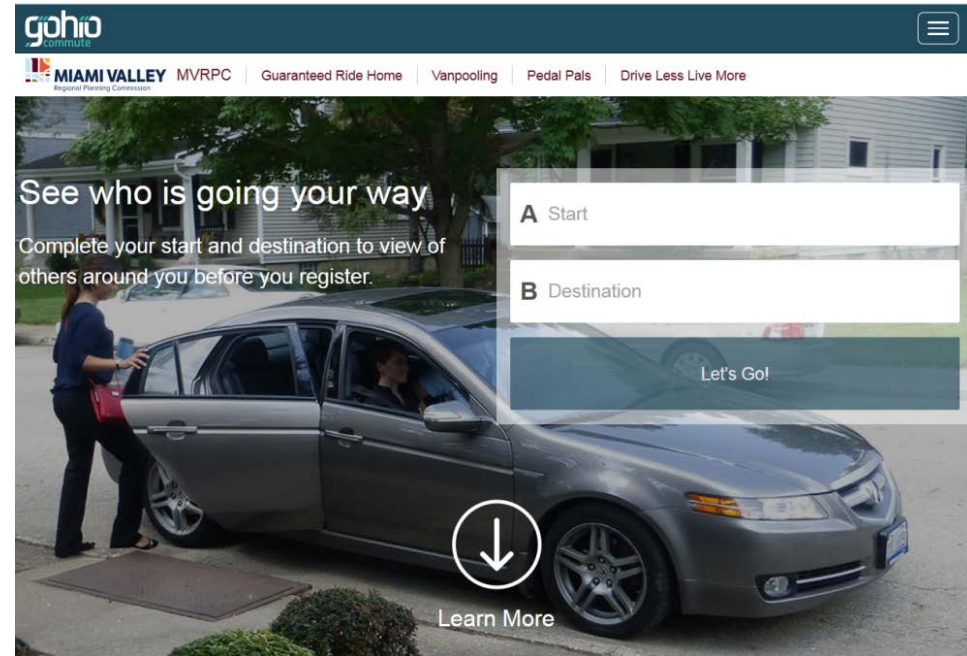 gohio
commute
MIAMI VALLEY
Regional Planning Commission
MVRPC
Guaranteed Ride Home
Vanpooling
Pedal Pals
Drive Less Live More
See who is going your way
Complete your start and destination to view of
others around you before you register.
A Start
B Destination
Let's Go!
Learn More